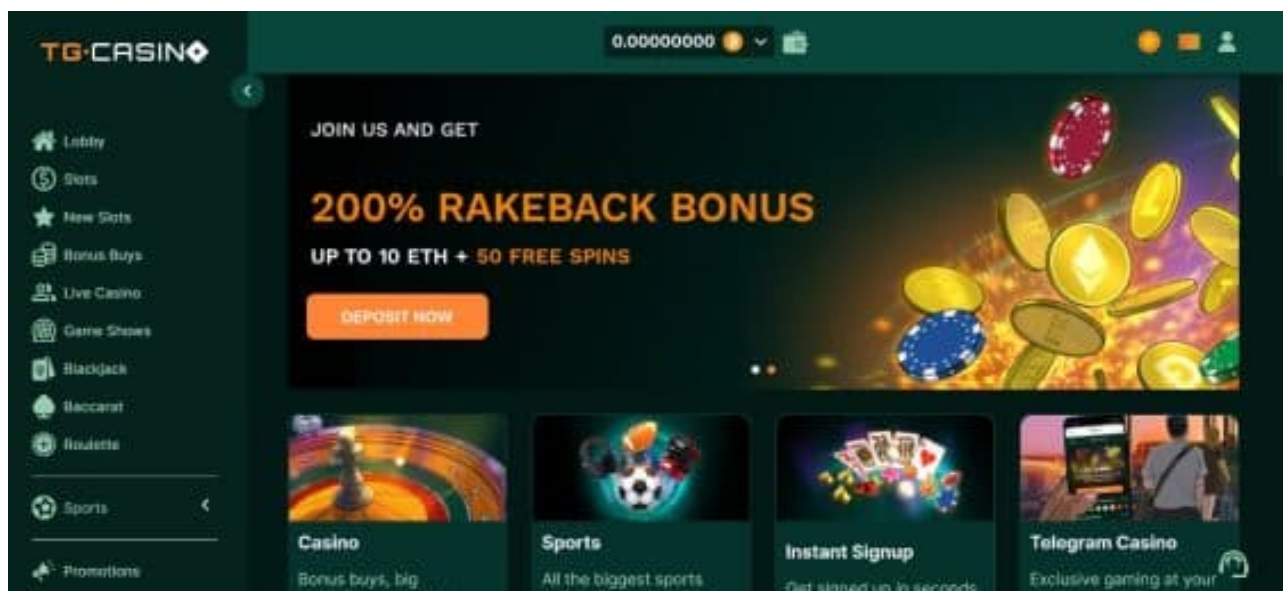 TG·CASINO
0.00000000
Lobby
Slots
New Slots
Bonus Buys
Live Casino
Game Shows
Blackjack
Baccarat
Roulette
Sports
Promotions
JOIN US AND GET
200% RAKEBACK BONUS
UP TO 10 ETH + 50 FREE SPINS
DEPOSIT NOW
Casino
Bonus buys, big
Sports
All the biggest sports
Instant Signup
Get signed up in seconds
Telegram Casino
Exclusive gaming at your